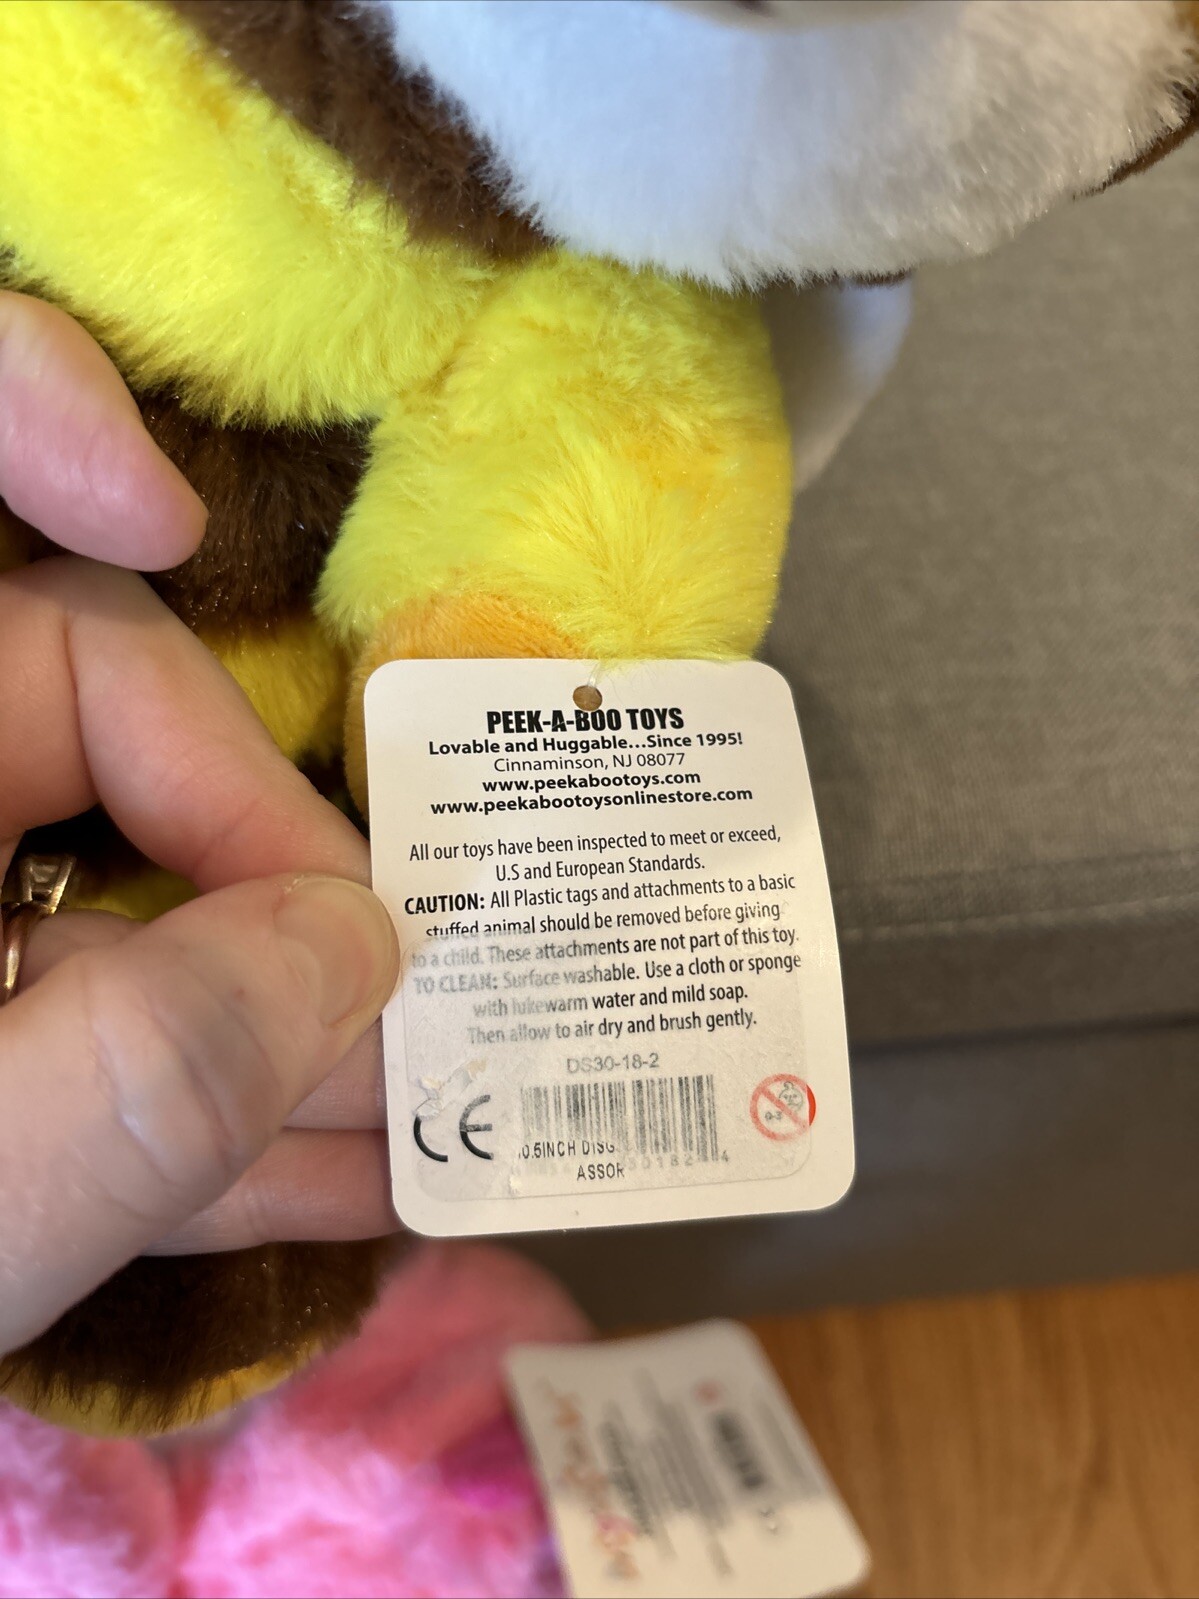 PEEK-A-BOO TOYS
Lovable and Huggable...Since 1995!
Cinnaminson, NJ 08077
www.peekabootoys.com
www.peekabootoysonlinestore.com
All our toys have been inspected to meet or exceed,
U.S and European Standards.
CAUTION: All Plastic tags and attachments to a basic
stuffed animal should be removed before giving
to a child. These attachments are not part of this toy.
TO CLEAN: Surface washable. Use a cloth or sponge
with lukewarm water and mild soap.
Then allow to air dry and brush gently.
DS30-18-2
CE
0-3
.0.5INCH
ASSOR